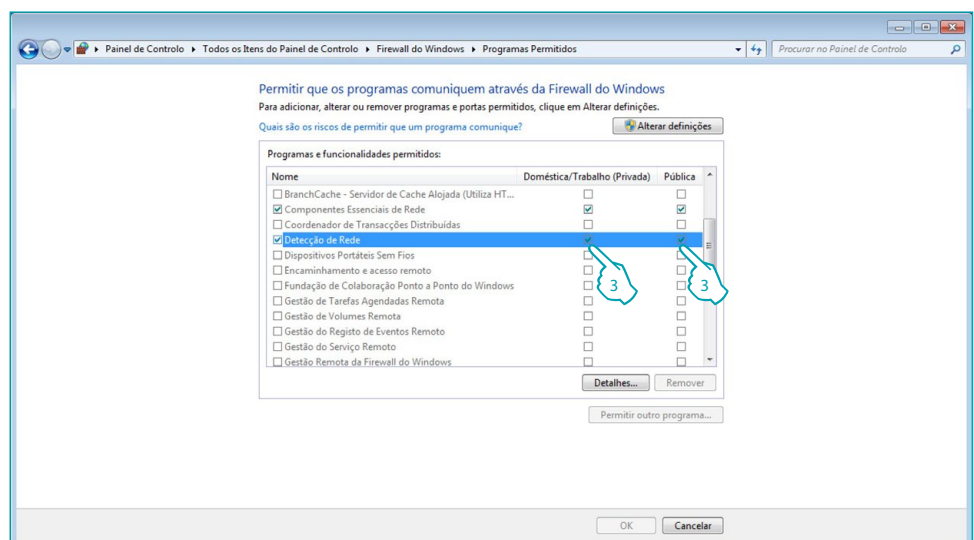 Painel de Controlo ▸ Todos os Itens do Painel de Controlo ▸ Firewall do Windows ▸ Programas Permitidos
Procurar no Painel de Controlo
Permitir que os programas comuniquem através da Firewall do Windows
Para adicionar, alterar ou remover programas e portas permitidos, clique em Alterar definições.
Quais são os riscos de permitir que um programa comunique?
Alterar definições
Programas e funcionalidades permitidos:
Nome Doméstica/Trabalho (Privada) Pública
BranchCache - Servidor de Cache Alojada (Utiliza HT...
Componentes Essenciais de Rede
Coordenador de Transacções Distribuídas
Detecção de Rede
Dispositivos Portáteis Sem Fios
Encaminhamento e acesso remoto
Fundação de Colaboração Ponto a Ponto do Windows
3 3
Gestão de Tarefas Agendadas Remota
Gestão de Volumes Remota
Gestão do Registo de Eventos Remoto
Gestão do Serviço Remoto
Gestão Remota da Firewall do Windows
Detalhes... Remover
Permitir outro programa...
OK Cancelar